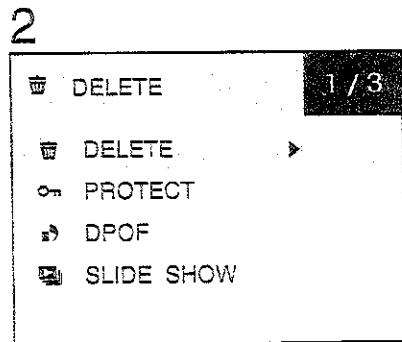 2
DELETE 1/3
DELETE
PROTECT
DPOF
SLIDE SHOW